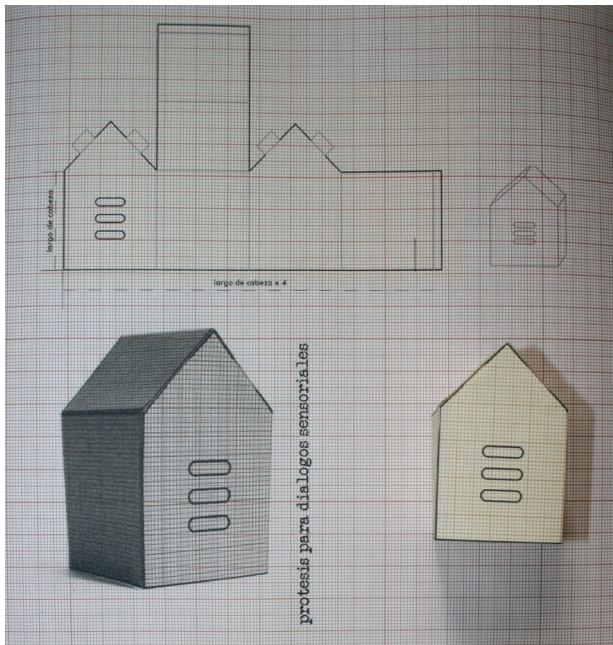 largo de cabeza
largo de cabeza x 4
protesis para dialogos sensoriales